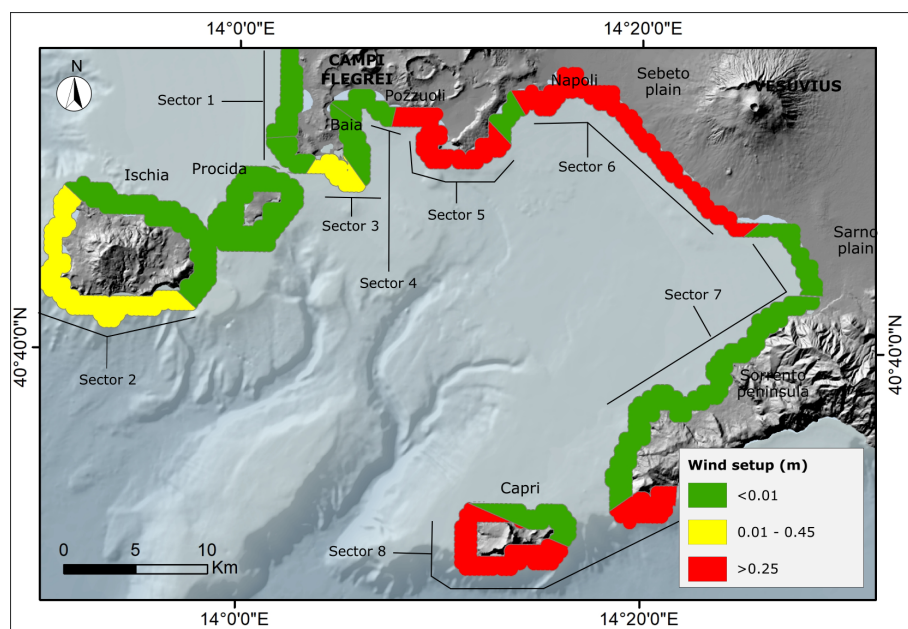 14°0'0"E
14°20'0"E
N
CAMPI
FLEGREI
Pozzuoli
Napoli
Sebeto
plain
VESUVIUS
Sector 1
Baia
Ischia
Procida
Sector 6
Sector 3
Sector 5
Sarno
plain
Sector 4
Sector 7
40°40'0"N
40°40'0"N
Sector 2
Sorrento
peninsula
Capri
Sector 8
Wind setup (m)
<0.01
0.01 - 0.45
>0.25
0 5 10
Km
14°0'0"E
14°20'0"E